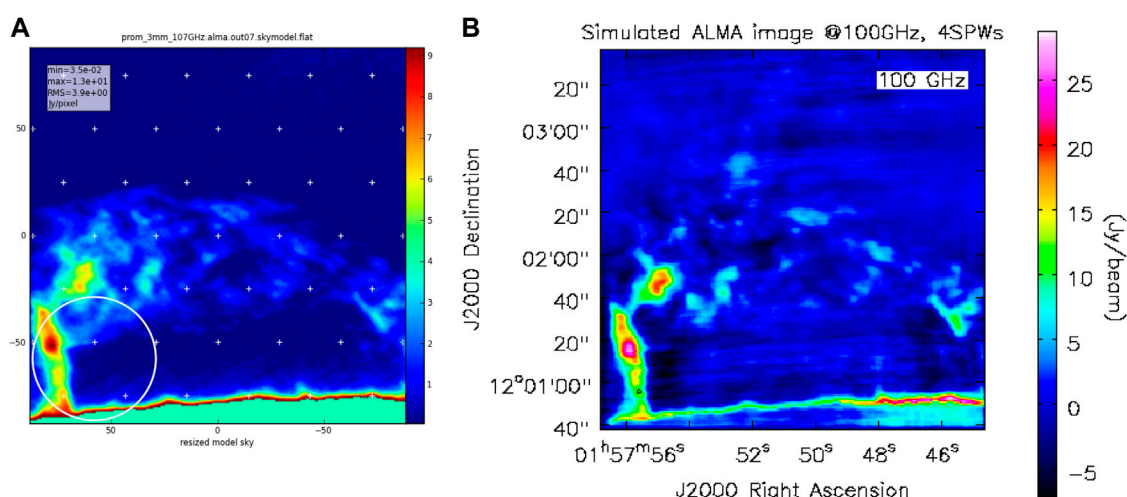 A
prom_3mm_107GHz.alma.out07.skymodel.flat
min=3.5e-02
max=1.3e+01
RMS=3.9e+00
Jy/pixel
50
0
−50
50
0
−50
resized model sky
9
8
7
6
5
4
3
2
1
B
Simulated ALMA image @100GHz, 4SPWs
100 GHz
J2000 Declination
20"
03'00"
40"
20"
02'00"
40"
20"
12°01'00"
40"
01ʰ57ᵐ56ˢ
52ˢ
50ˢ
48ˢ
46ˢ
J2000 Right Ascension
25
20
15
10
5
0
−5
(Jy/beam)